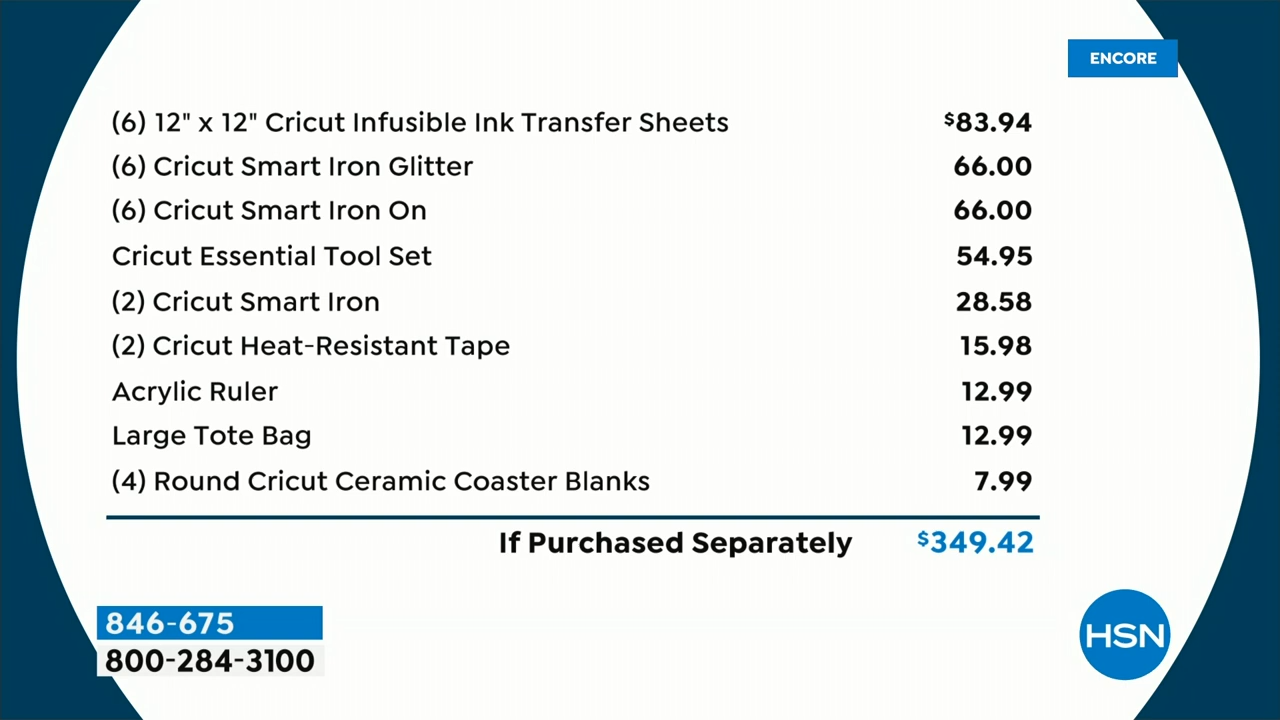 ENCORE
(6) 12" x 12" Cricut Infusible Ink Transfer Sheets $83.94
(6) Cricut Smart Iron Glitter 66.00
(6) Cricut Smart Iron On 66.00
Cricut Essential Tool Set 54.95
(2) Cricut Smart Iron 28.58
(2) Cricut Heat-Resistant Tape 15.98
Acrylic Ruler 12.99
Large Tote Bag 12.99
(4) Round Cricut Ceramic Coaster Blanks 7.99
If Purchased Separately $349.42
846-675
800-284-3100
HSN